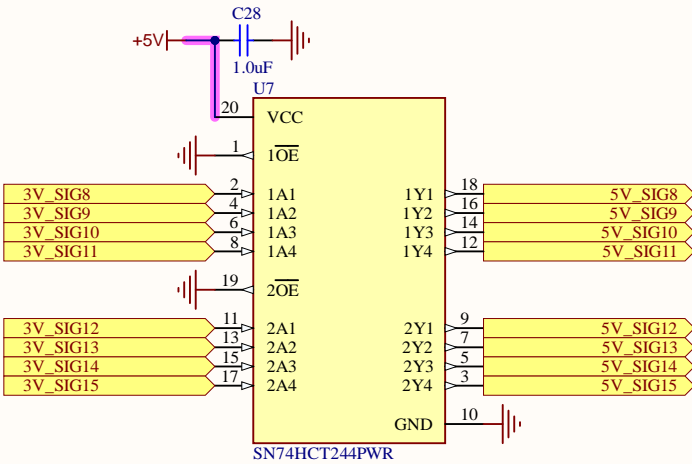 C28
+5V
1.0uF
U7
20 VCC
1 1OE
3V_SIG8 2 1A1 1Y1 18 5V_SIG8
3V_SIG9 4 1A2 1Y2 16 5V_SIG9
3V_SIG10 6 1A3 1Y3 14 5V_SIG10
3V_SIG11 8 1A4 1Y4 12 5V_SIG11
19 2OE
3V_SIG12 11 2A1 2Y1 9 5V_SIG12
3V_SIG13 13 2A2 2Y2 7 5V_SIG13
3V_SIG14 15 2A3 2Y3 5 5V_SIG14
3V_SIG15 17 2A4 2Y4 3 5V_SIG15
GND 10
SN74HCT244PWR